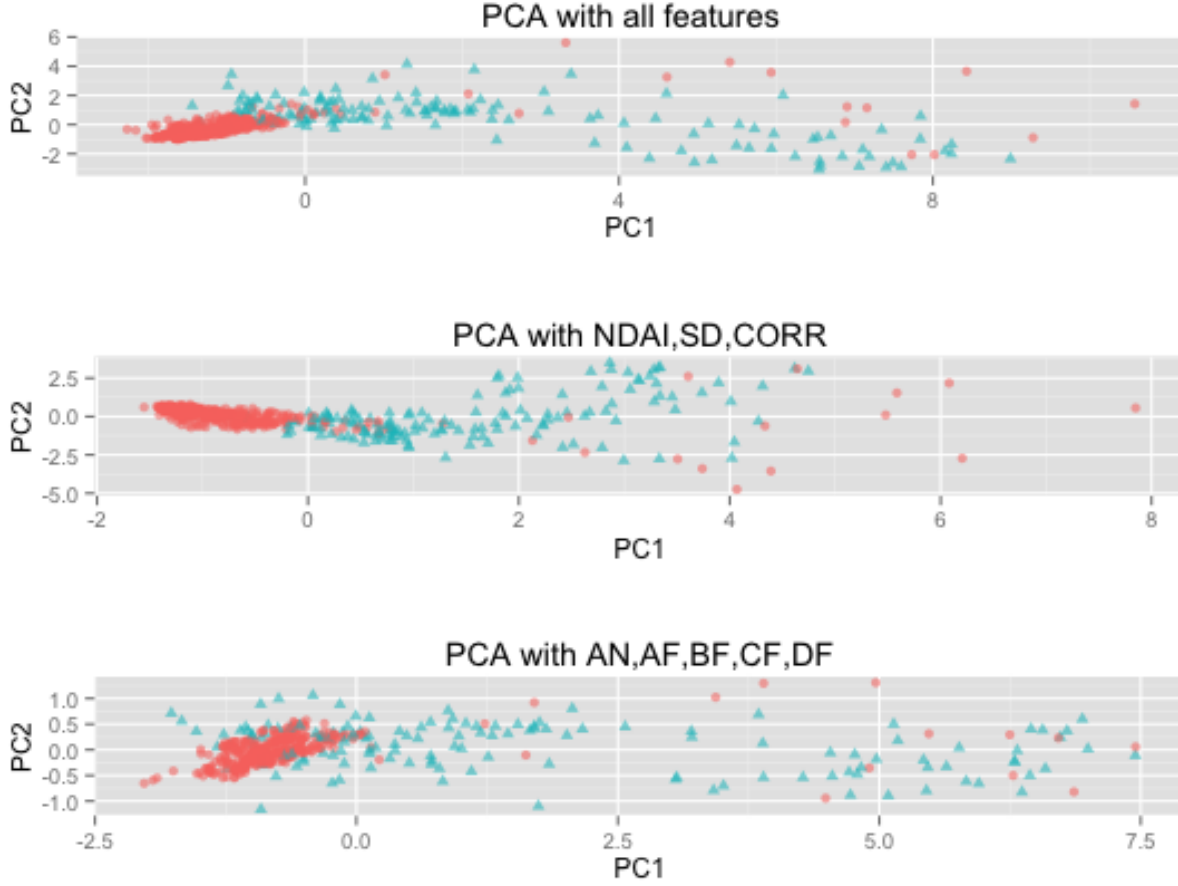 PCA with all features
6
4
2
0
-2
PC2
0 4 8
PC1
PCA with NDAI,SD,CORR
2.5
0.0
-2.5
-5.0
PC2
-2 0 2 4 6 8
PC1
PCA with AN,AF,BF,CF,DF
1.0
0.5
0.0
-0.5
-1.0
PC2
-2.5 0.0 2.5 5.0 7.5
PC1